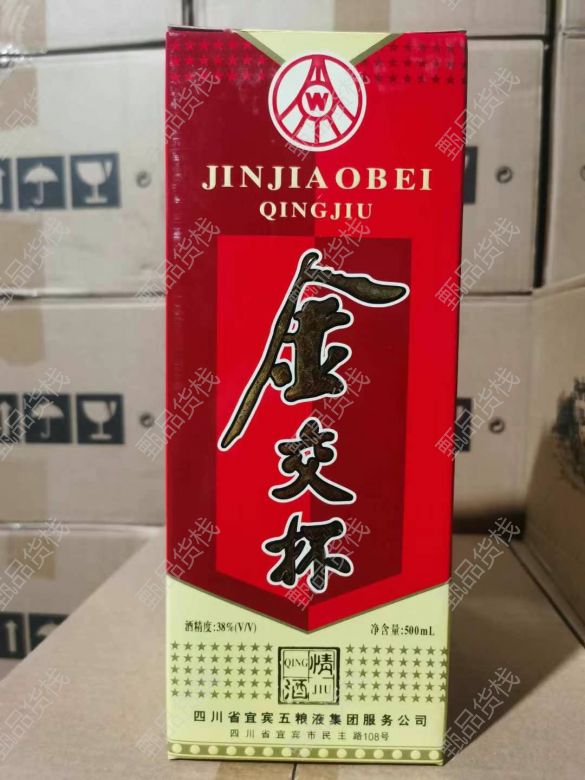 W
JINJIAOBEI
QINGJIU
金交杯
酒精度:38%(V/V)
净含量:500mL
QING 情
酒 JIU
四川省宜宾五粮液集团服务公司
四川省宜宾市民主路108号
甄品货栈